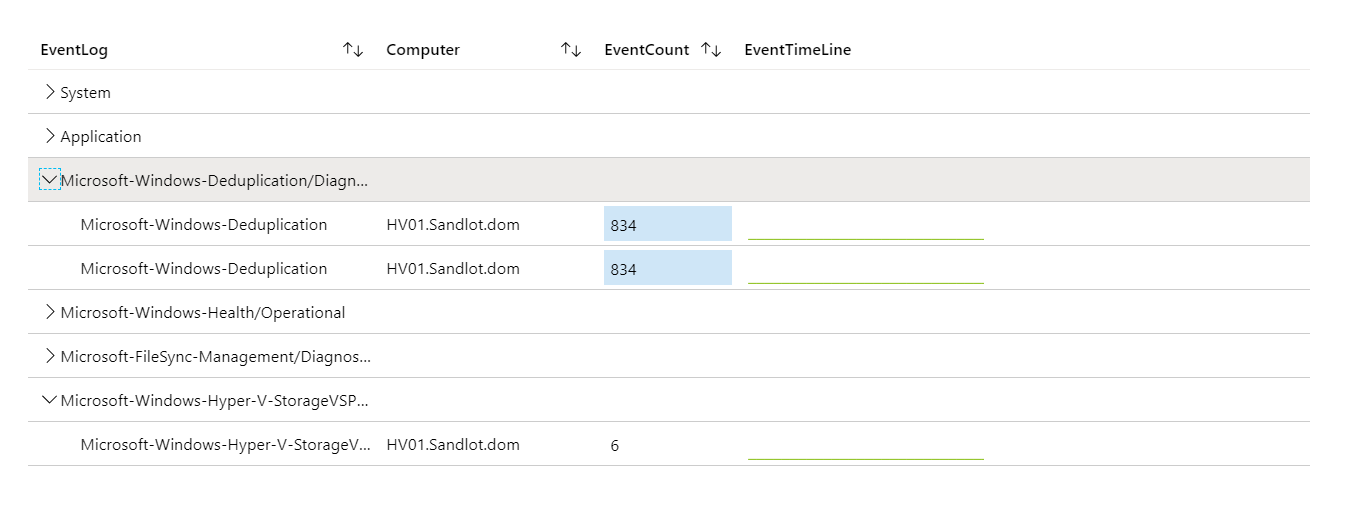 EventLog Computer EventCount EventTimeLine
System
Application
Microsoft-Windows-Deduplication/Diagn...
Microsoft-Windows-Deduplication HV01.Sandlot.dom 834
Microsoft-Windows-Deduplication HV01.Sandlot.dom 834
Microsoft-Windows-Health/Operational
Microsoft-FileSync-Management/Diagnos...
Microsoft-Windows-Hyper-V-StorageVSP...
Microsoft-Windows-Hyper-V-StorageV... HV01.Sandlot.dom 6